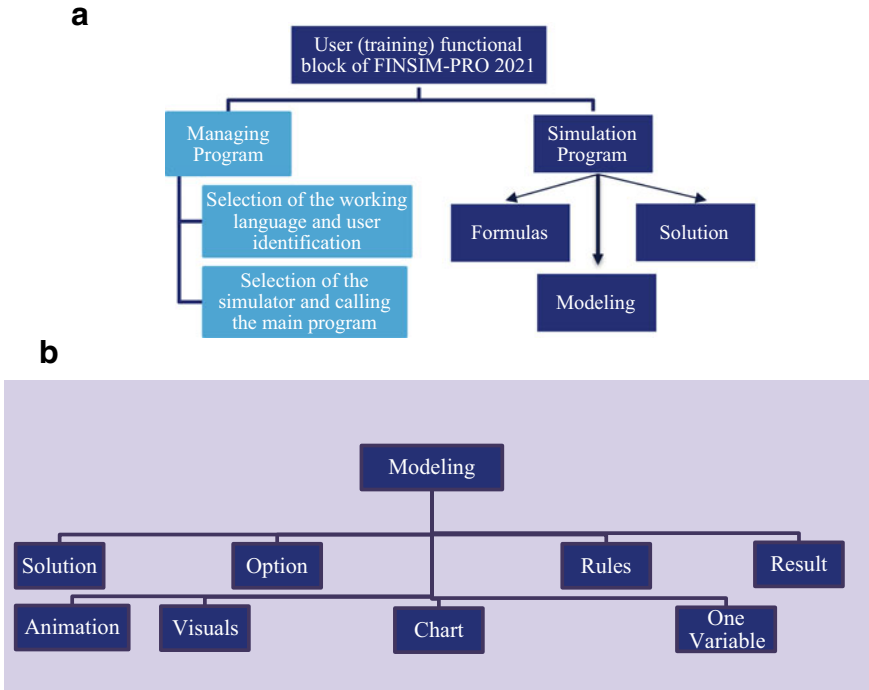 a
User (training) functional
block of FINSIM-PRO 2021
Managing
Program
Simulation
Program
Selection of the working
language and user
identification
Formulas
Solution
Selection of the
simulator and calling
the main program
Modeling
b
Modeling
Solution
Option
Rules
Result
Animation
Visuals
Chart
One
Variable